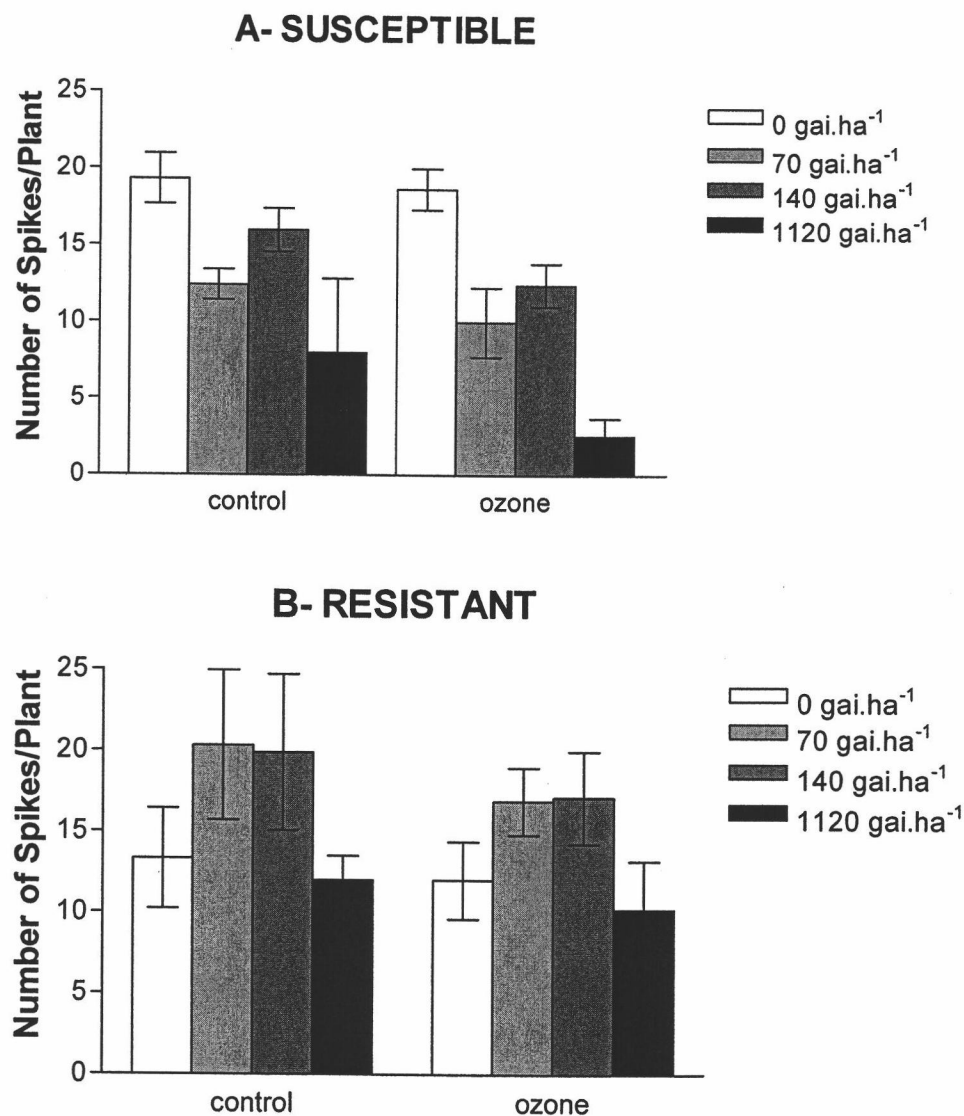 A- SUSCEPTIBLE
Number of Spikes/Plant
25
20
15
10
5
0
control
ozone
0 gai.ha⁻¹
70 gai.ha⁻¹
140 gai.ha⁻¹
1120 gai.ha⁻¹
B- RESISTANT
Number of Spikes/Plant
25
20
15
10
5
0
control
ozone
0 gai.ha⁻¹
70 gai.ha⁻¹
140 gai.ha⁻¹
1120 gai.ha⁻¹